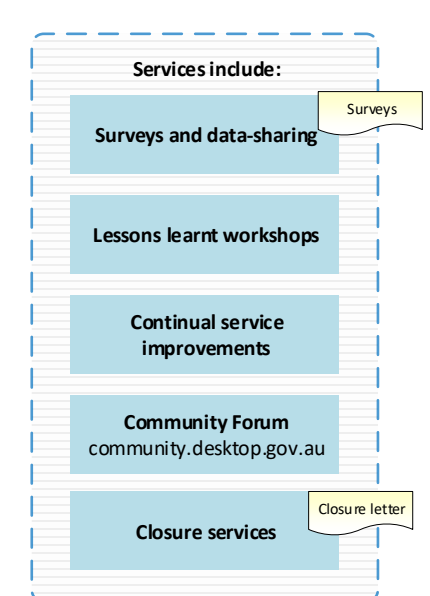 Services include:
Surveys
Surveys and data-sharing
Lessons learnt workshops
Continual service
improvements
Community Forum
community.desktop.gov.au
Closure letter
Closure services